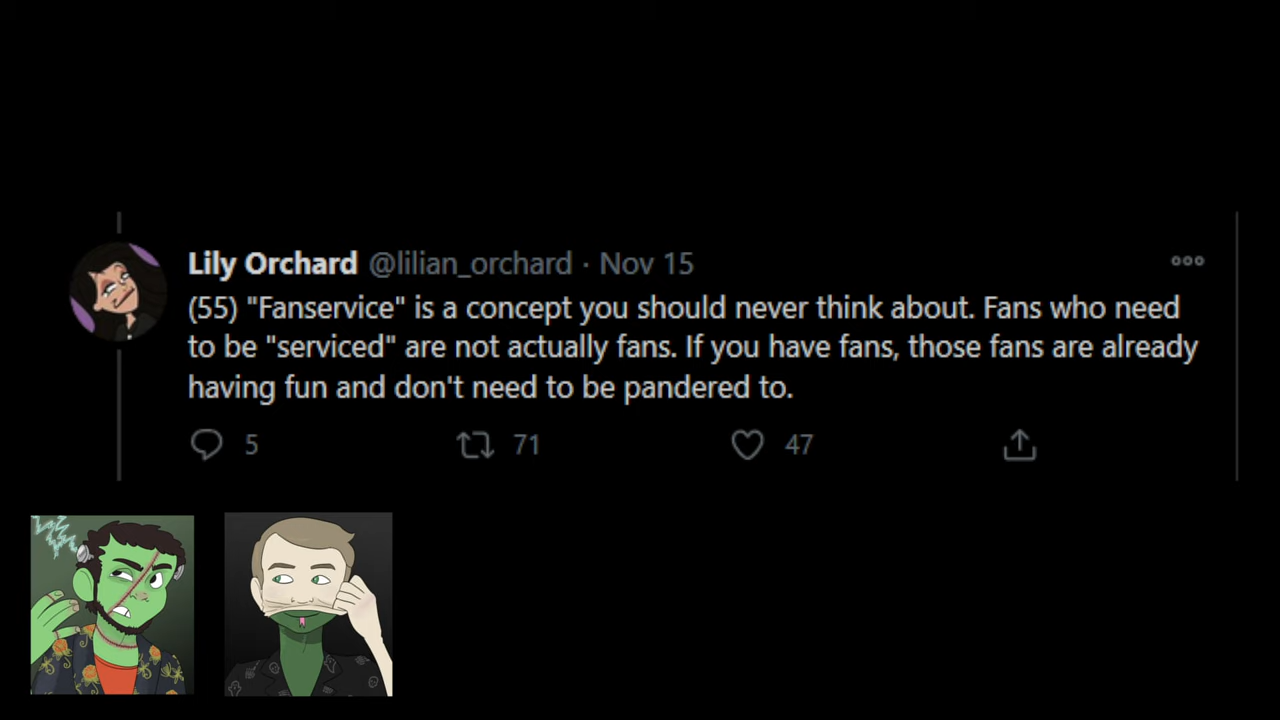 Lily Orchard @lilian_orchard · Nov 15
(55) "Fanservice" is a concept you should never think about. Fans who need
to be "serviced" are not actually fans. If you have fans, those fans are already
having fun and don't need to be pandered to.
5 71 47